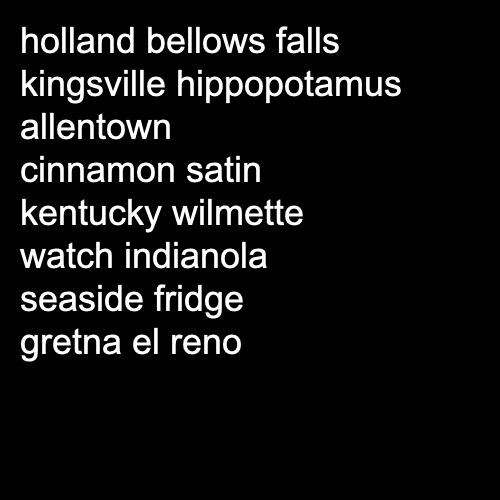 holland bellows falls
kingsville hippopotamus
allentown
cinnamon satin
kentucky wilmette
watch indianola
seaside fridge
gretna el reno